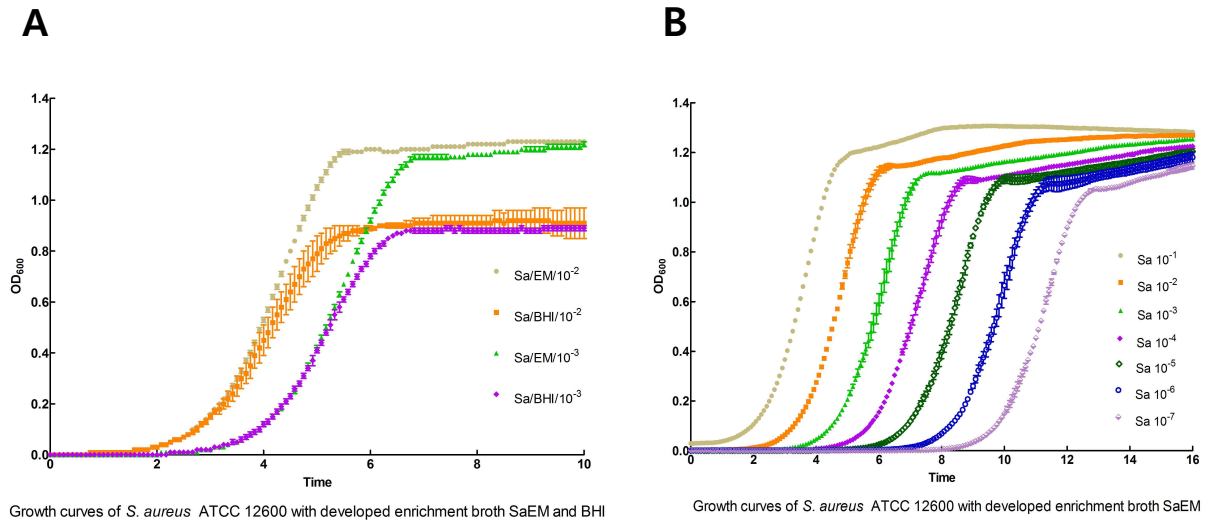 A
B
1.4
1.2
1.0
0.8
0.6
0.4
0.2
0.0
OD600
0
2
4
6
8
10
Time
Sa/EM/10-2
Sa/BHI/10-2
Sa/EM/10-3
Sa/BHI/10-3
Growth curves of S. aureus ATCC 12600 with developed enrichment broth SaEM and BHI
1.4
1.2
1.0
0.8
0.6
0.4
0.2
0.0
OD600
0
2
4
6
8
10
12
14
16
Time
Sa 10-1
Sa 10-2
Sa 10-3
Sa 10-4
Sa 10-5
Sa 10-6
Sa 10-7
Growth curves of S. aureus ATCC 12600 with developed enrichment broth SaEM